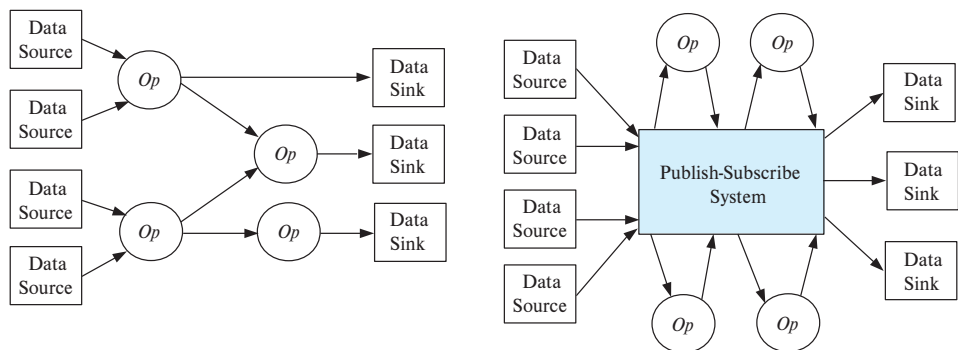 Data
Source
Data
Source
Data
Source
Data
Source
Op
Op
Op
Op
Data
Sink
Data
Sink
Data
Sink
Data
Source
Data
Source
Data
Source
Data
Source
Op
Op
Publish-Subscribe
System
Op
Op
Data
Sink
Data
Sink
Data
Sink